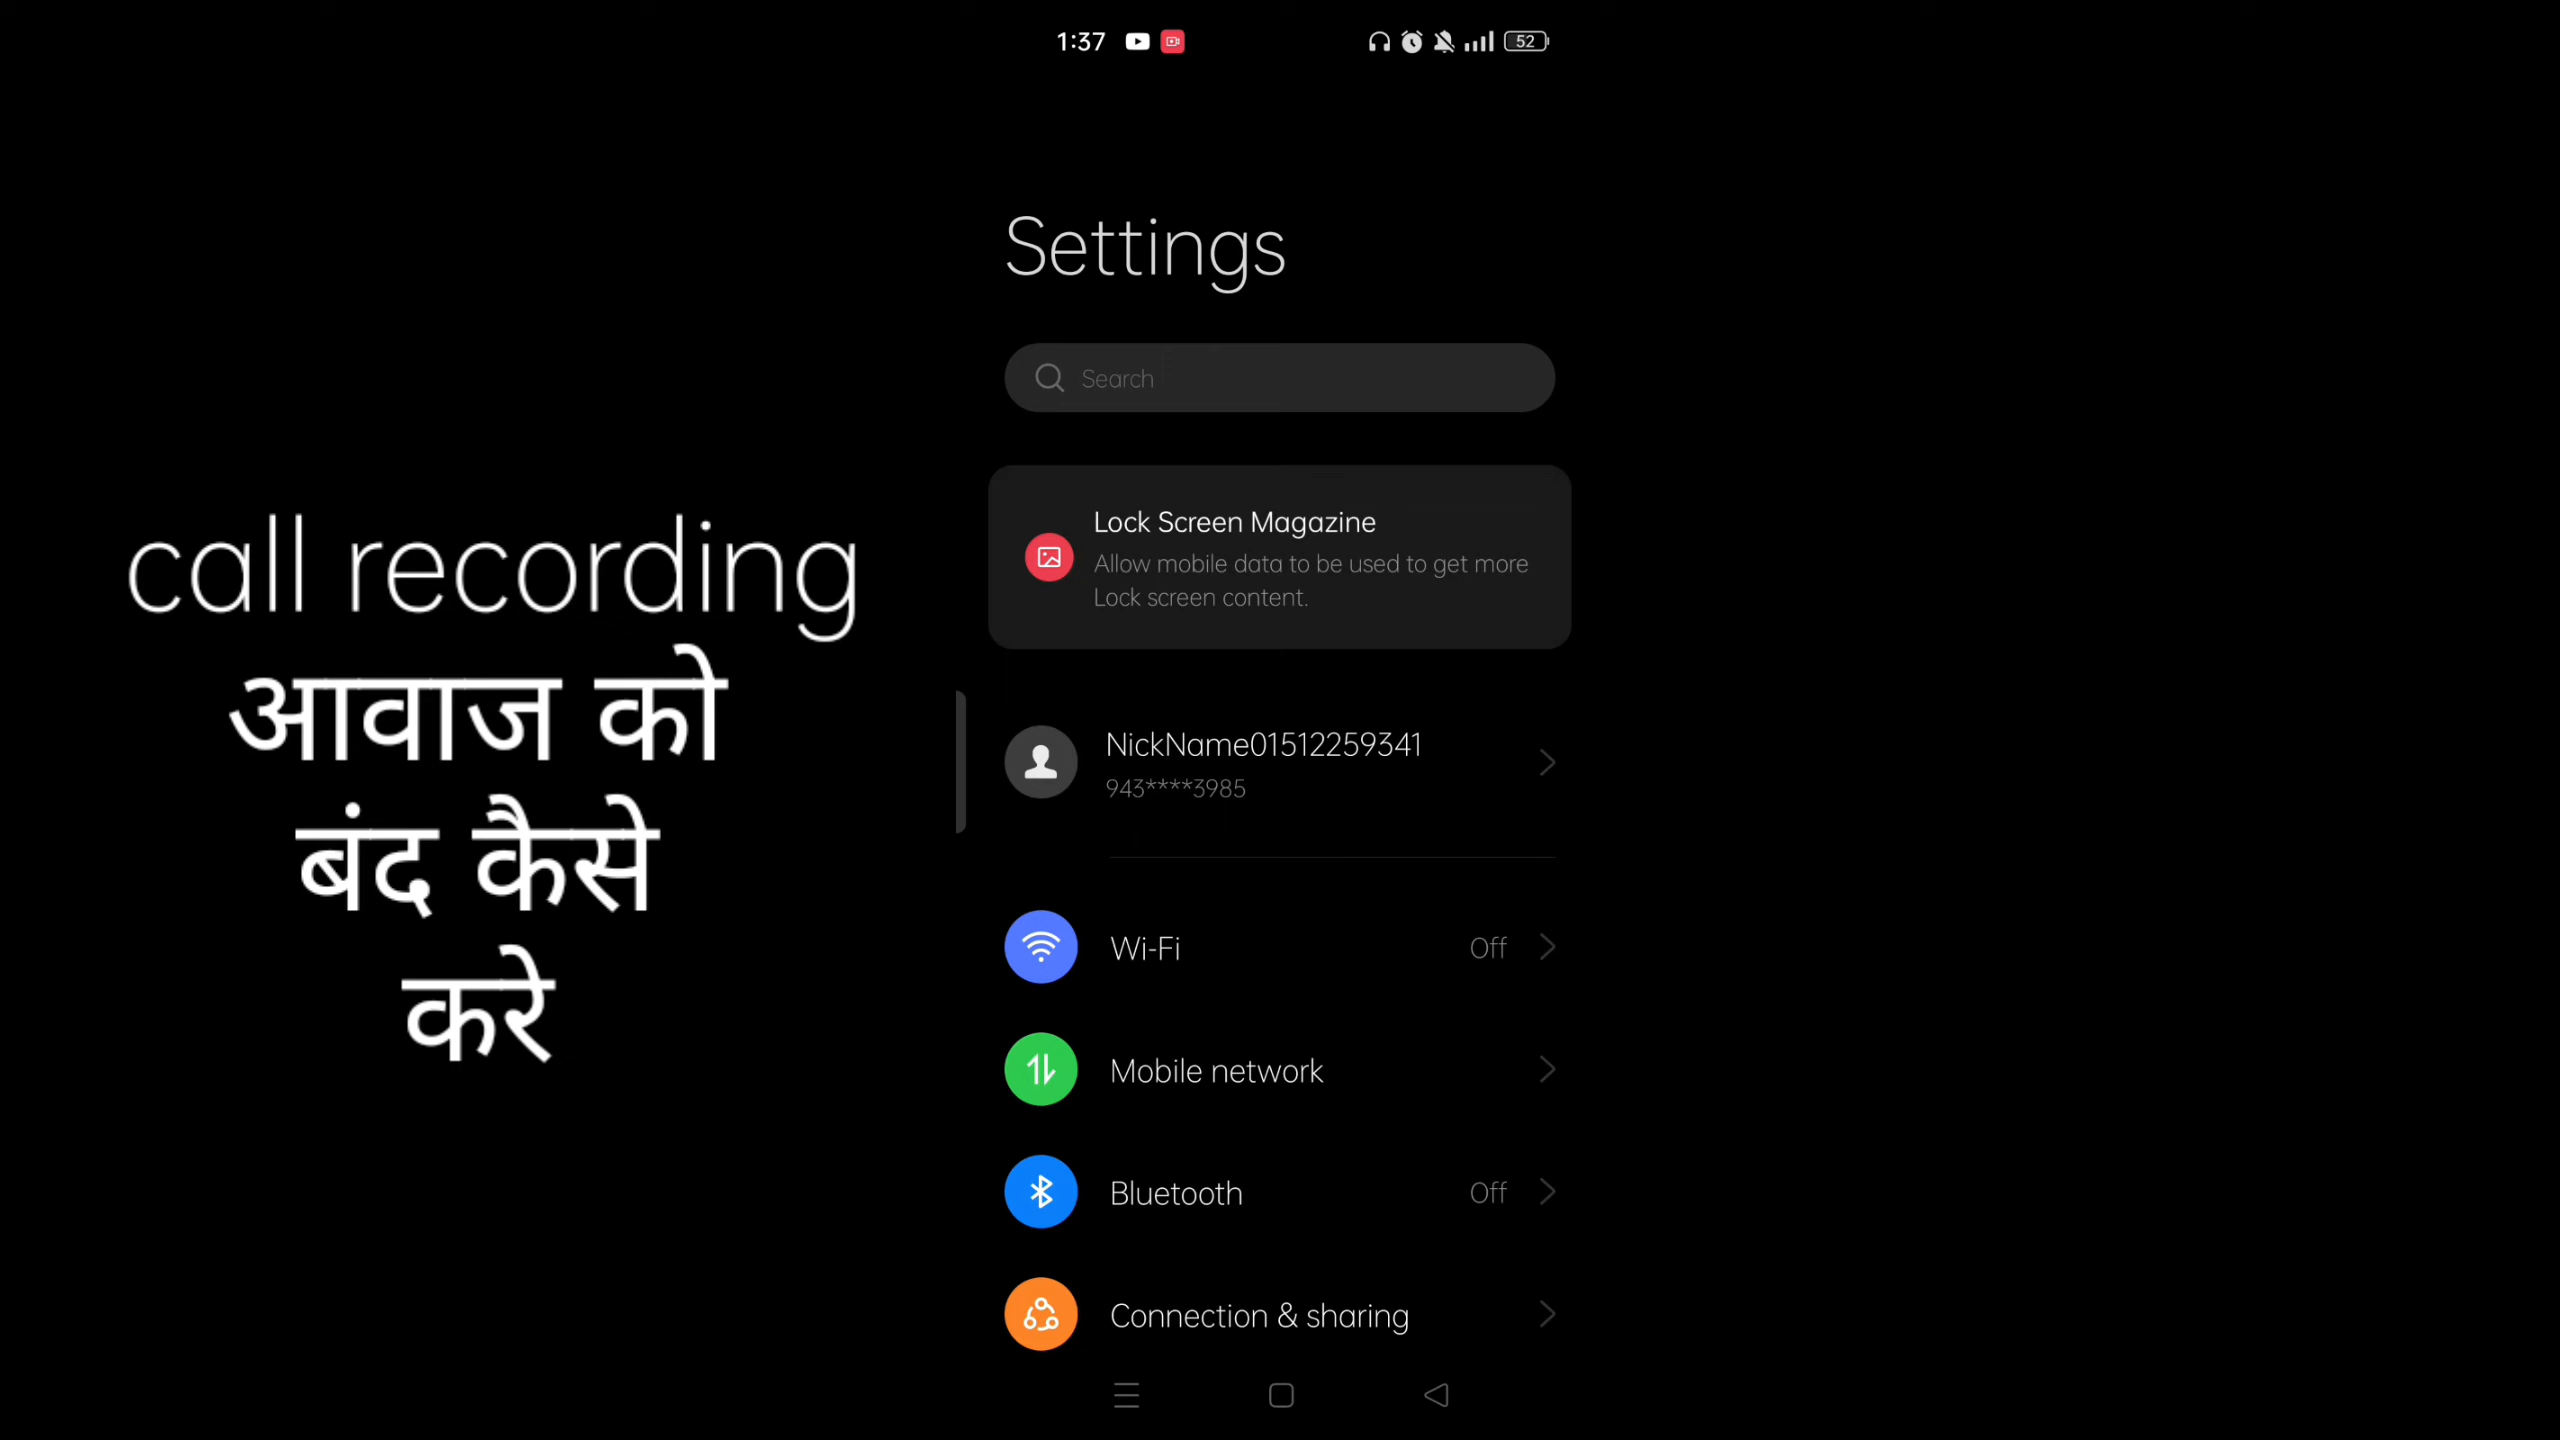 1:37
52
Settings
Search
Lock Screen Magazine
Allow mobile data to be used to get more
Lock screen content.
call recording
आवाज को
बंद कैसे
करे
NickName01512259341
943****3985
Wi-Fi Off
Mobile network
Bluetooth Off
Connection & sharing